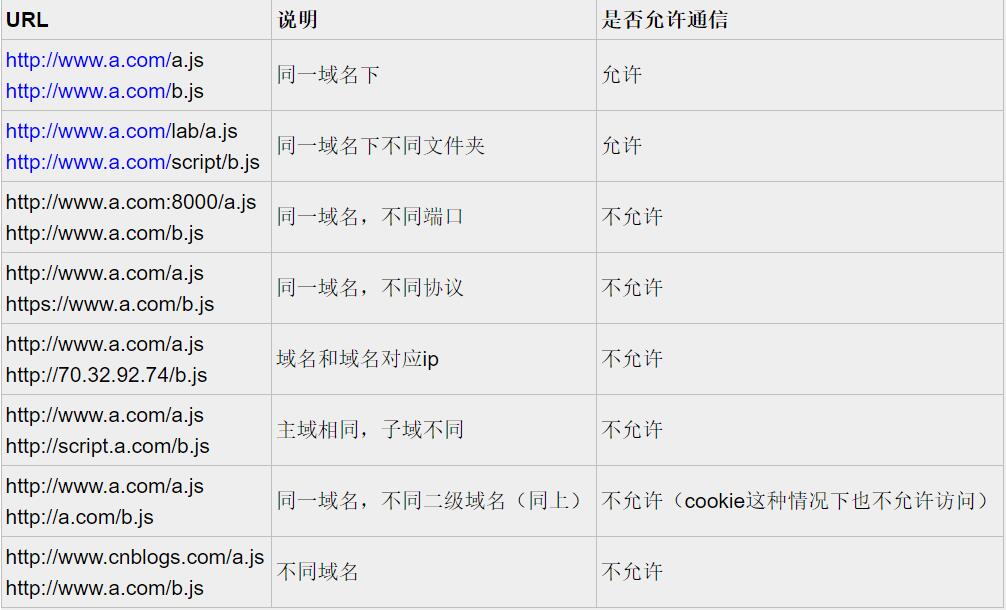 URL 说明 是否允许通信
http://www.a.com/a.js
http://www.a.com/b.js
同一域名下 允许
http://www.a.com/lab/a.js
http://www.a.com/script/b.js
同一域名下不同文件夹 允许
http://www.a.com:8000/a.js
http://www.a.com/b.js
同一域名，不同端口 不允许
http://www.a.com/a.js
https://www.a.com/b.js
同一域名，不同协议 不允许
http://www.a.com/a.js
http://70.32.92.74/b.js
域名和域名对应ip 不允许
http://www.a.com/a.js
http://script.a.com/b.js
主域相同，子域不同 不允许
http://www.a.com/a.js
http://a.com/b.js
同一域名，不同二级域名（同上） 不允许（cookie这种情况下也不允许访问）
http://www.cnblogs.com/a.js
http://www.a.com/b.js
不同域名 不允许